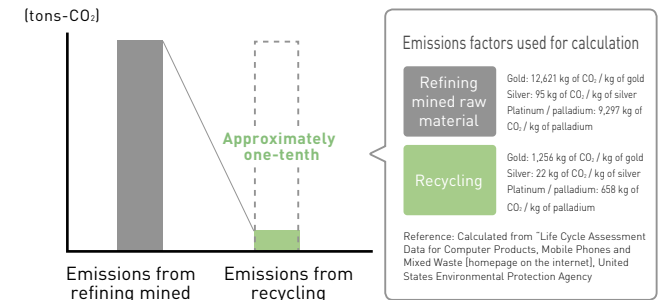 (tons-CO₂)
Approximately
one-tenth
Emissions from
refining mined
Emissions from
recycling
Emissions factors used for calculation
Refining
mined raw
material
Gold: 12,621 kg of CO₂ / kg of gold
Silver: 95 kg of CO₂ / kg of silver
Platinum / palladium: 9,297 kg of
CO₂ / kg of palladium
Recycling
Gold: 1,256 kg of CO₂ / kg of gold
Silver: 22 kg of CO₂ / kg of silver
Platinum / palladium: 658 kg of
CO₂ / kg of palladium
Reference: Calculated from ˜Life Cycle Assessment
Data for Computer Products, Mobile Phones and
Mixed Waste [homepage on the internet], United
States Environmental Protection Agency